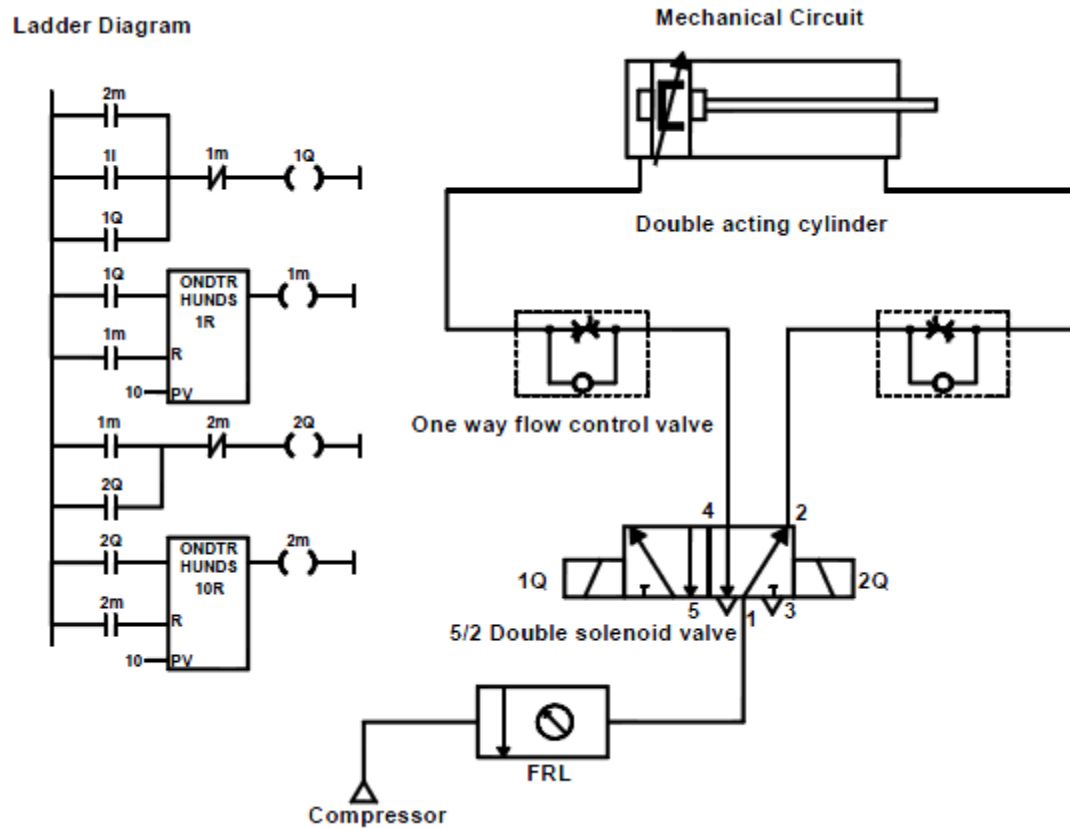 Ladder Diagram
Mechanical Circuit
2m
1I
1m
1Q
1Q
1Q
ONDTR
HUNDS
1R
1m
1m
R
10
PV
1m
2m
2Q
2Q
2Q
ONDTR
HUNDS
10R
2m
2m
R
10
PV
Double acting cylinder
One way flow control valve
4
2
1Q
2Q
5
1
3
5/2 Double solenoid valve
FRL
Compressor